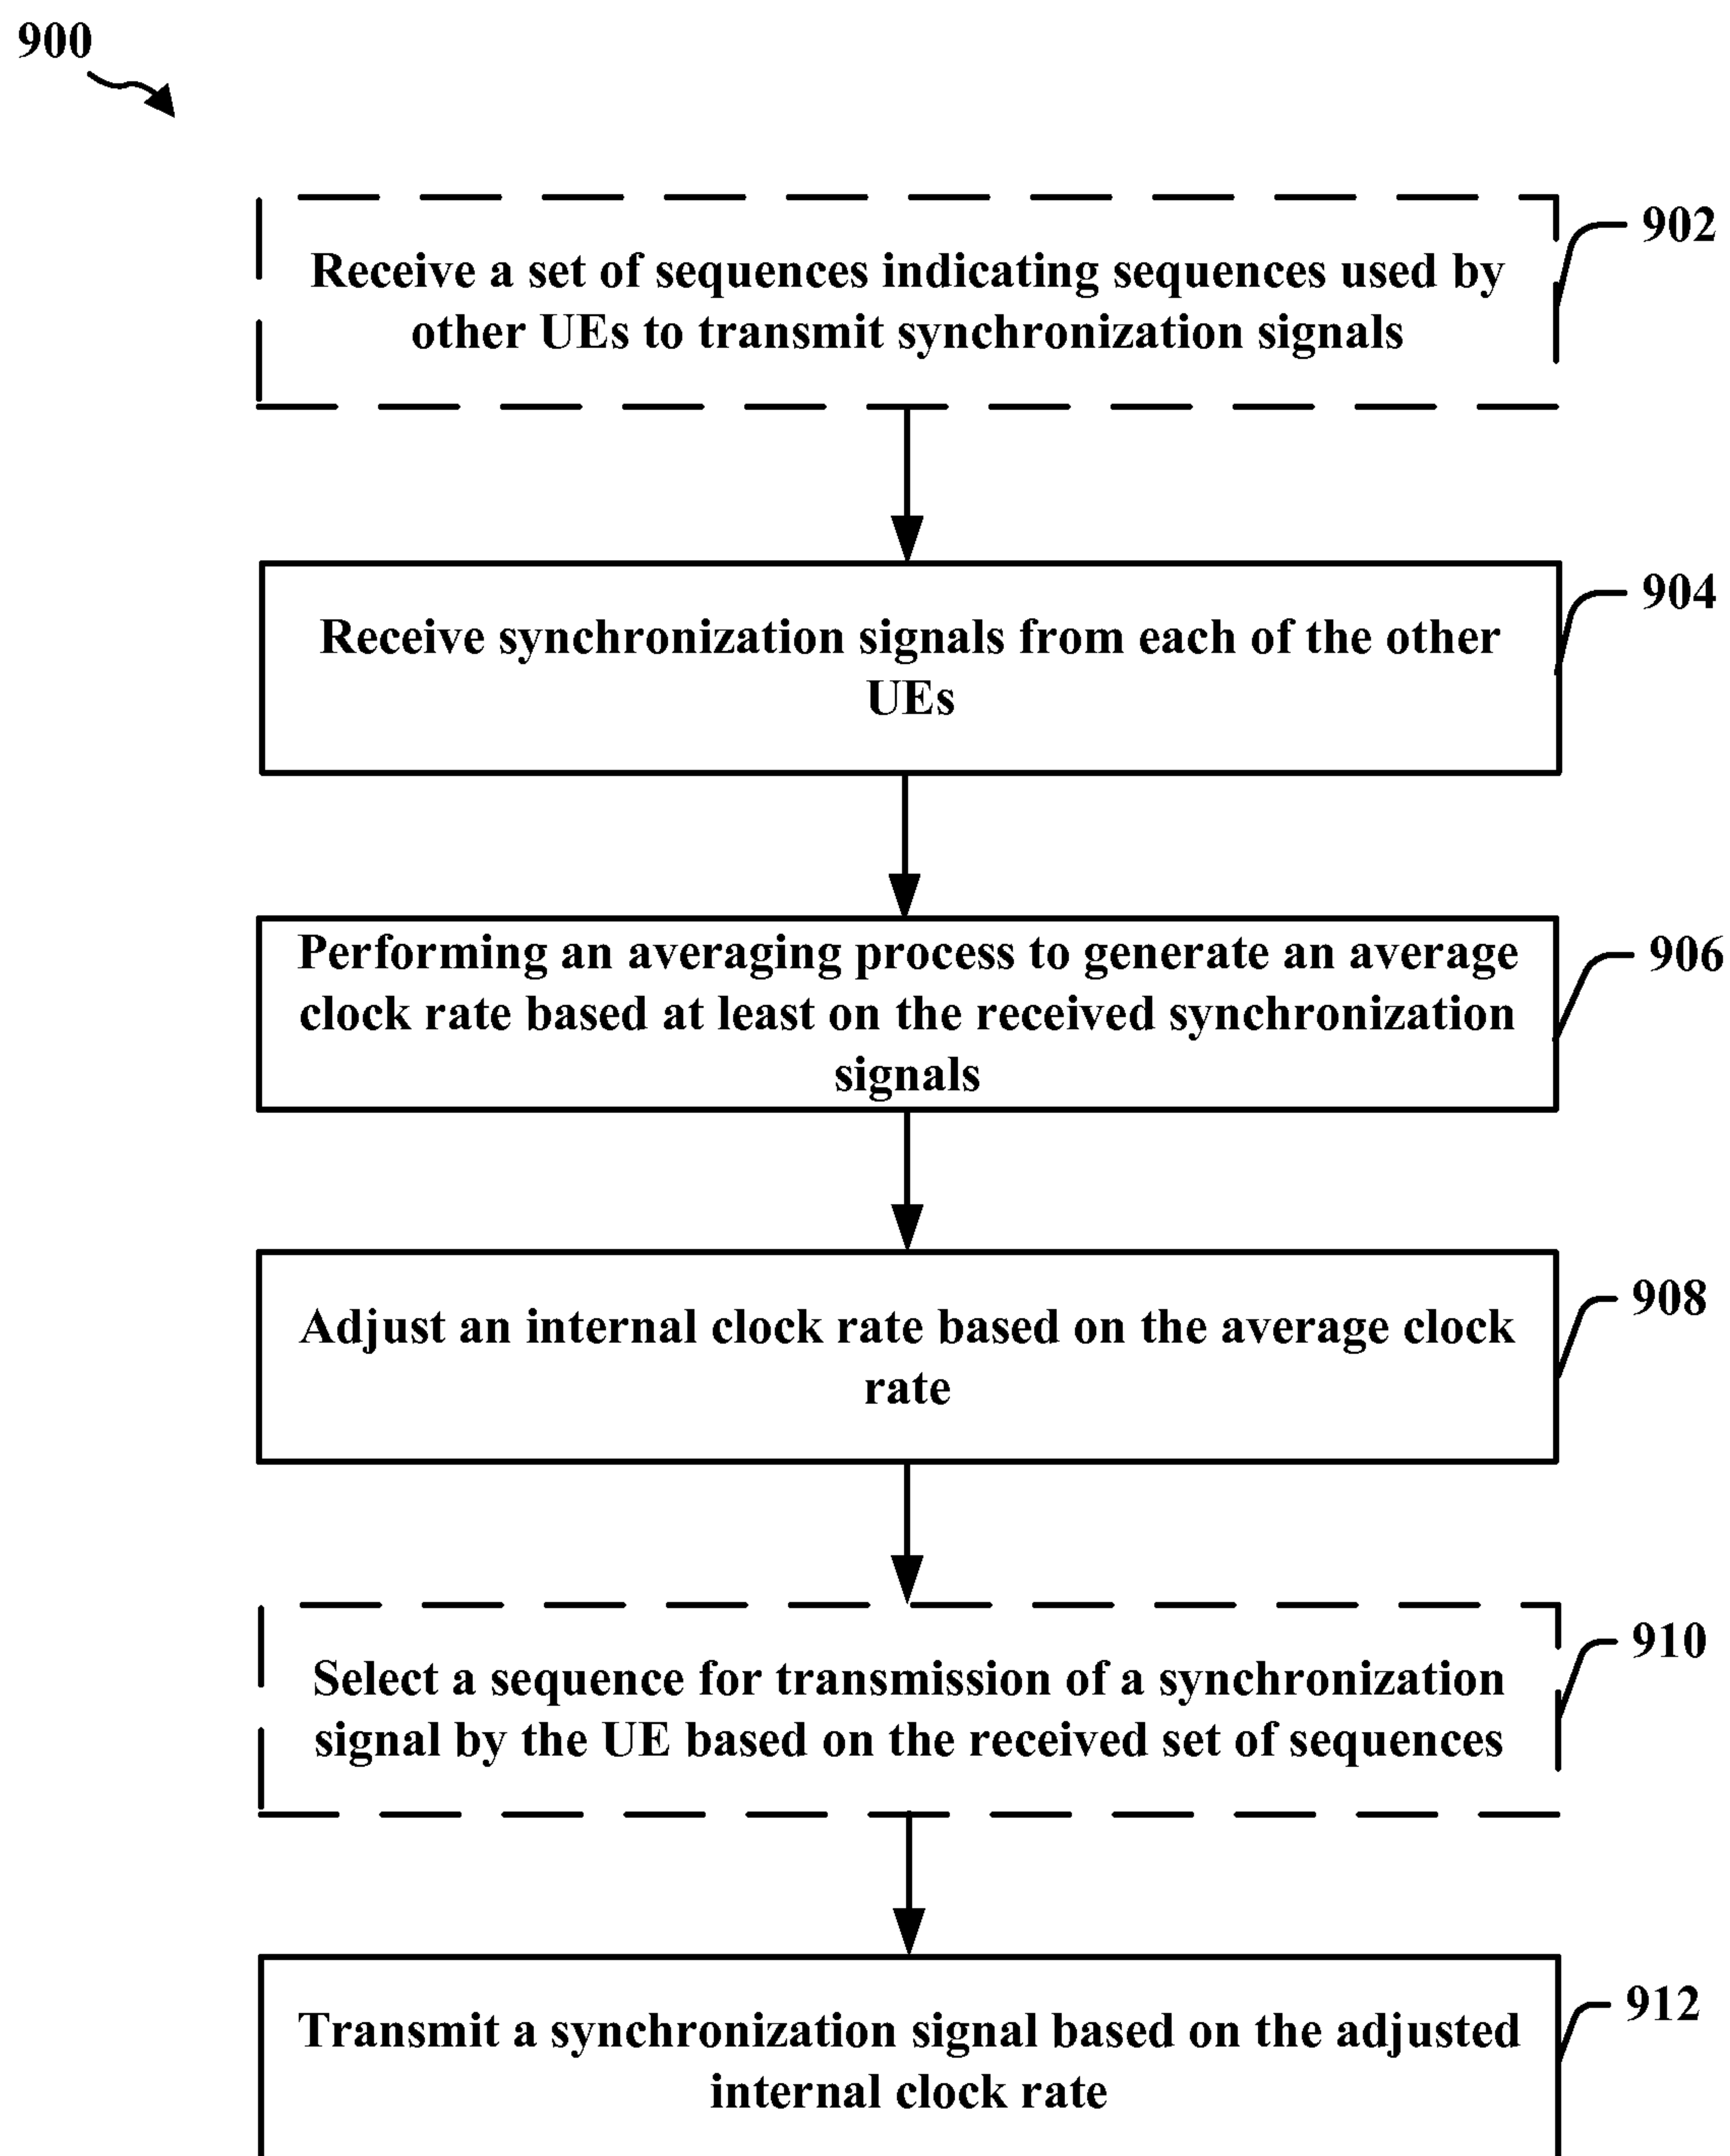 900
902
Receive a set of sequences indicating sequences used by
other UEs to transmit synchronization signals
904
Receive synchronization signals from each of the other
UEs
906
Performing an averaging process to generate an average
clock rate based at least on the received synchronization
signals
908
Adjust an internal clock rate based on the average clock
rate
910
Select a sequence for transmission of a synchronization
signal by the UE based on the received set of sequences
912
Transmit a synchronization signal based on the adjusted
internal clock rate